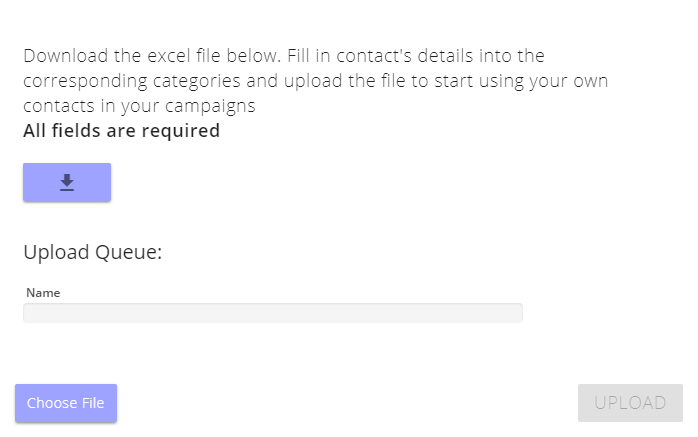 Download the excel file below. Fill in contact's details into the
corresponding categories and upload the file to start using your own
contacts in your campaigns
All fields are required
Upload Queue:
Name
Choose File
UPLOAD